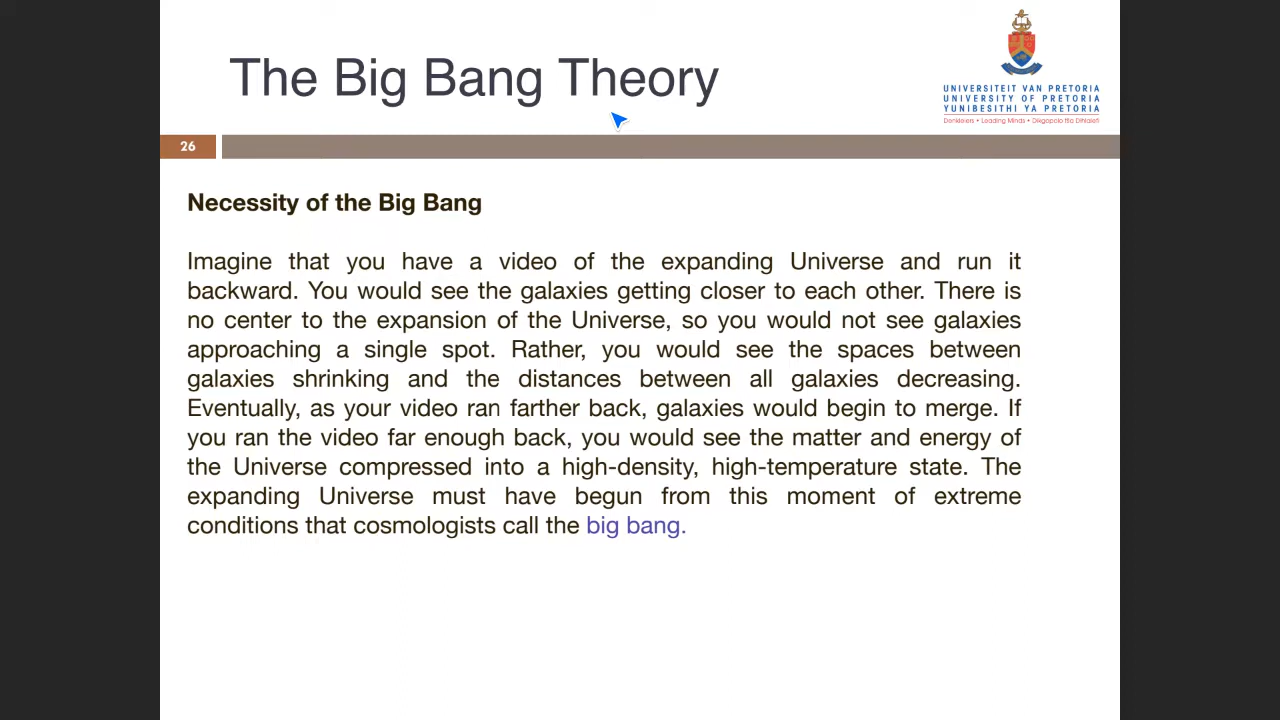 The Big Bang Theory
UNIVERSITEIT VAN PRETORIA
UNIVERSITY OF PRETORIA
YUNIBESITHI YA PRETORIA
Denkleiers • Leading Minds • Dikgopolo tša Dihlalefi
26
Necessity of the Big Bang
Imagine that you have a video of the expanding Universe and run it
backward. You would see the galaxies getting closer to each other. There is
no center to the expansion of the Universe, so you would not see galaxies
approaching a single spot. Rather, you would see the spaces between
galaxies shrinking and the distances between all galaxies decreasing.
Eventually, as your video ran farther back, galaxies would begin to merge. If
you ran the video far enough back, you would see the matter and energy of
the Universe compressed into a high-density, high-temperature state. The
expanding Universe must have begun from this moment of extreme
conditions that cosmologists call the big bang.